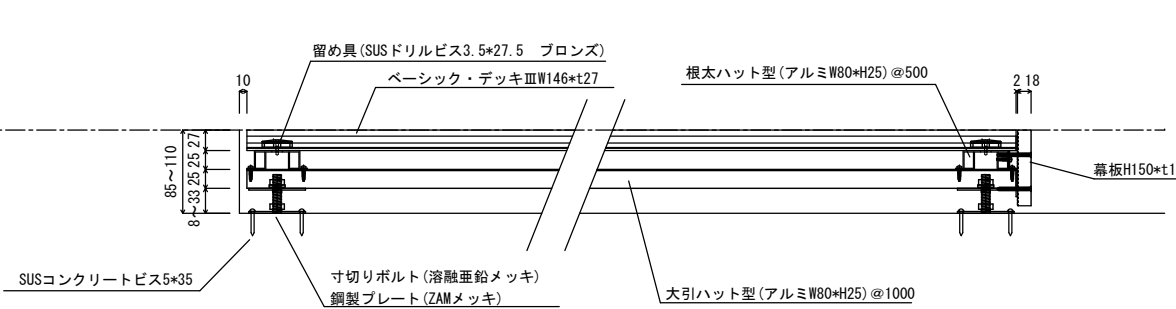 留め具(SUSドリルビス3.5*27.5 ブロンズ)
ベーシック・デッキⅢW146*t27
根太ハット型(アルミW80*H25)@500
10
2 18
85~110
27
25
25
8~33
幕板H150*t1
SUSコンクリートビス5*35
寸切りボルト(溶融亜鉛メッキ)
鋼製プレート(ZAMメッキ)
大引ハット型(アルミW80*H25)@1000